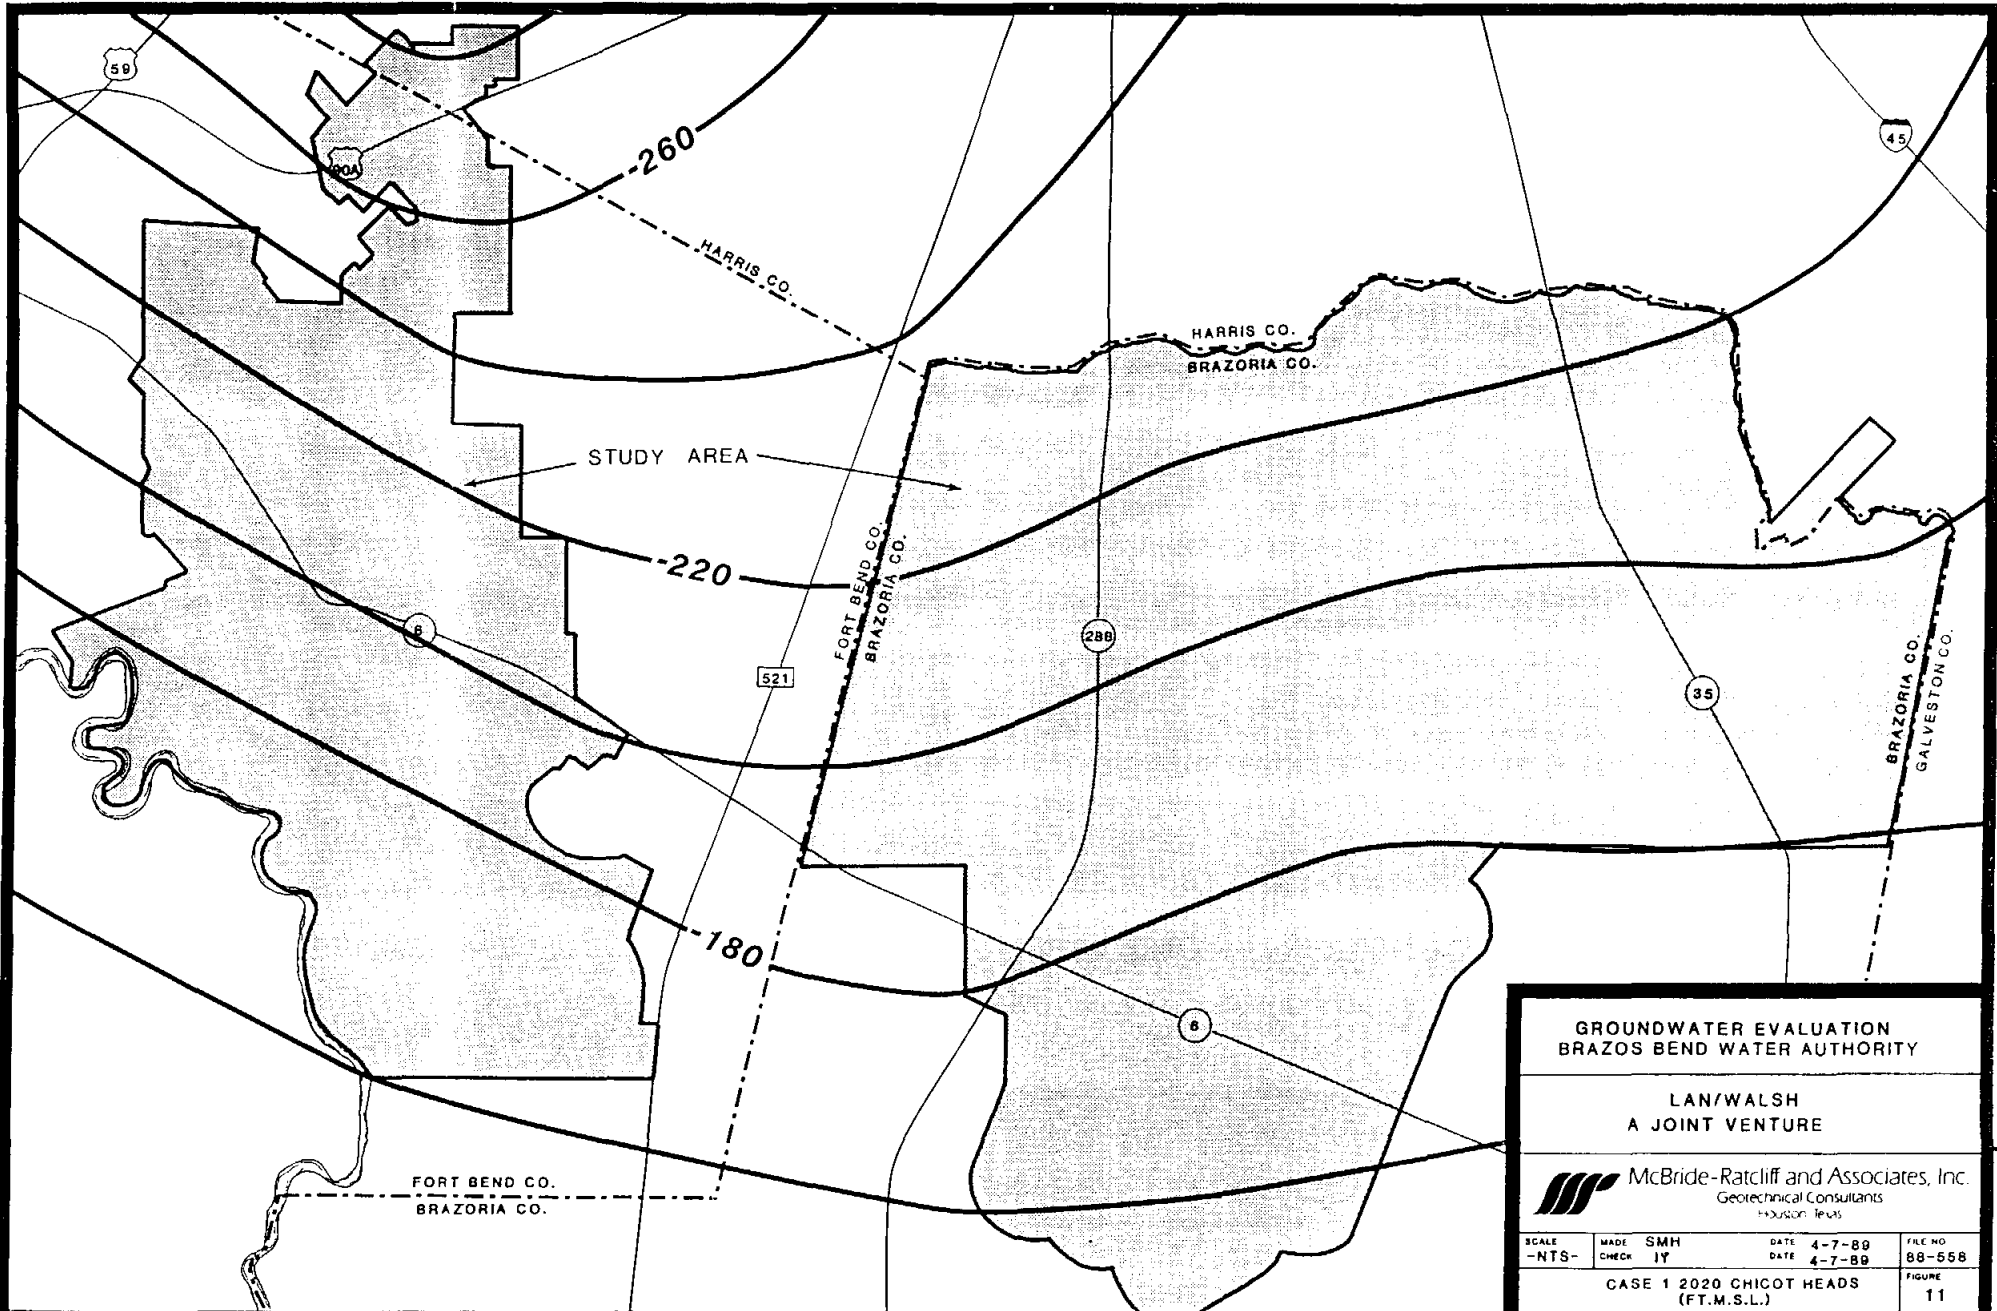 59
45
90A
-260
HARRIS CO.
HARRIS CO.
BRAZORIA CO.
STUDY AREA
FORT BEND CO.
BRAZORIA CO.
-220
6
288
521
35
BRAZORIA CO.
GALVESTON CO.
-180
6
FORT BEND CO.
BRAZORIA CO.
GROUNDWATER EVALUATION
BRAZOS BEND WATER AUTHORITY
LAN/WALSH
A JOINT VENTURE
McBride-Ratcliff and Associates, Inc.
Geotechnical Consultants
Houston, Texas
SCALE
-NTS-
MADE SMH DATE 4-7-89
CHECK DATE 4-7-89
FILE NO
88-558
CASE 1 2020 CHICOT HEADS
(FT.M.S.L.)
FIGURE
11